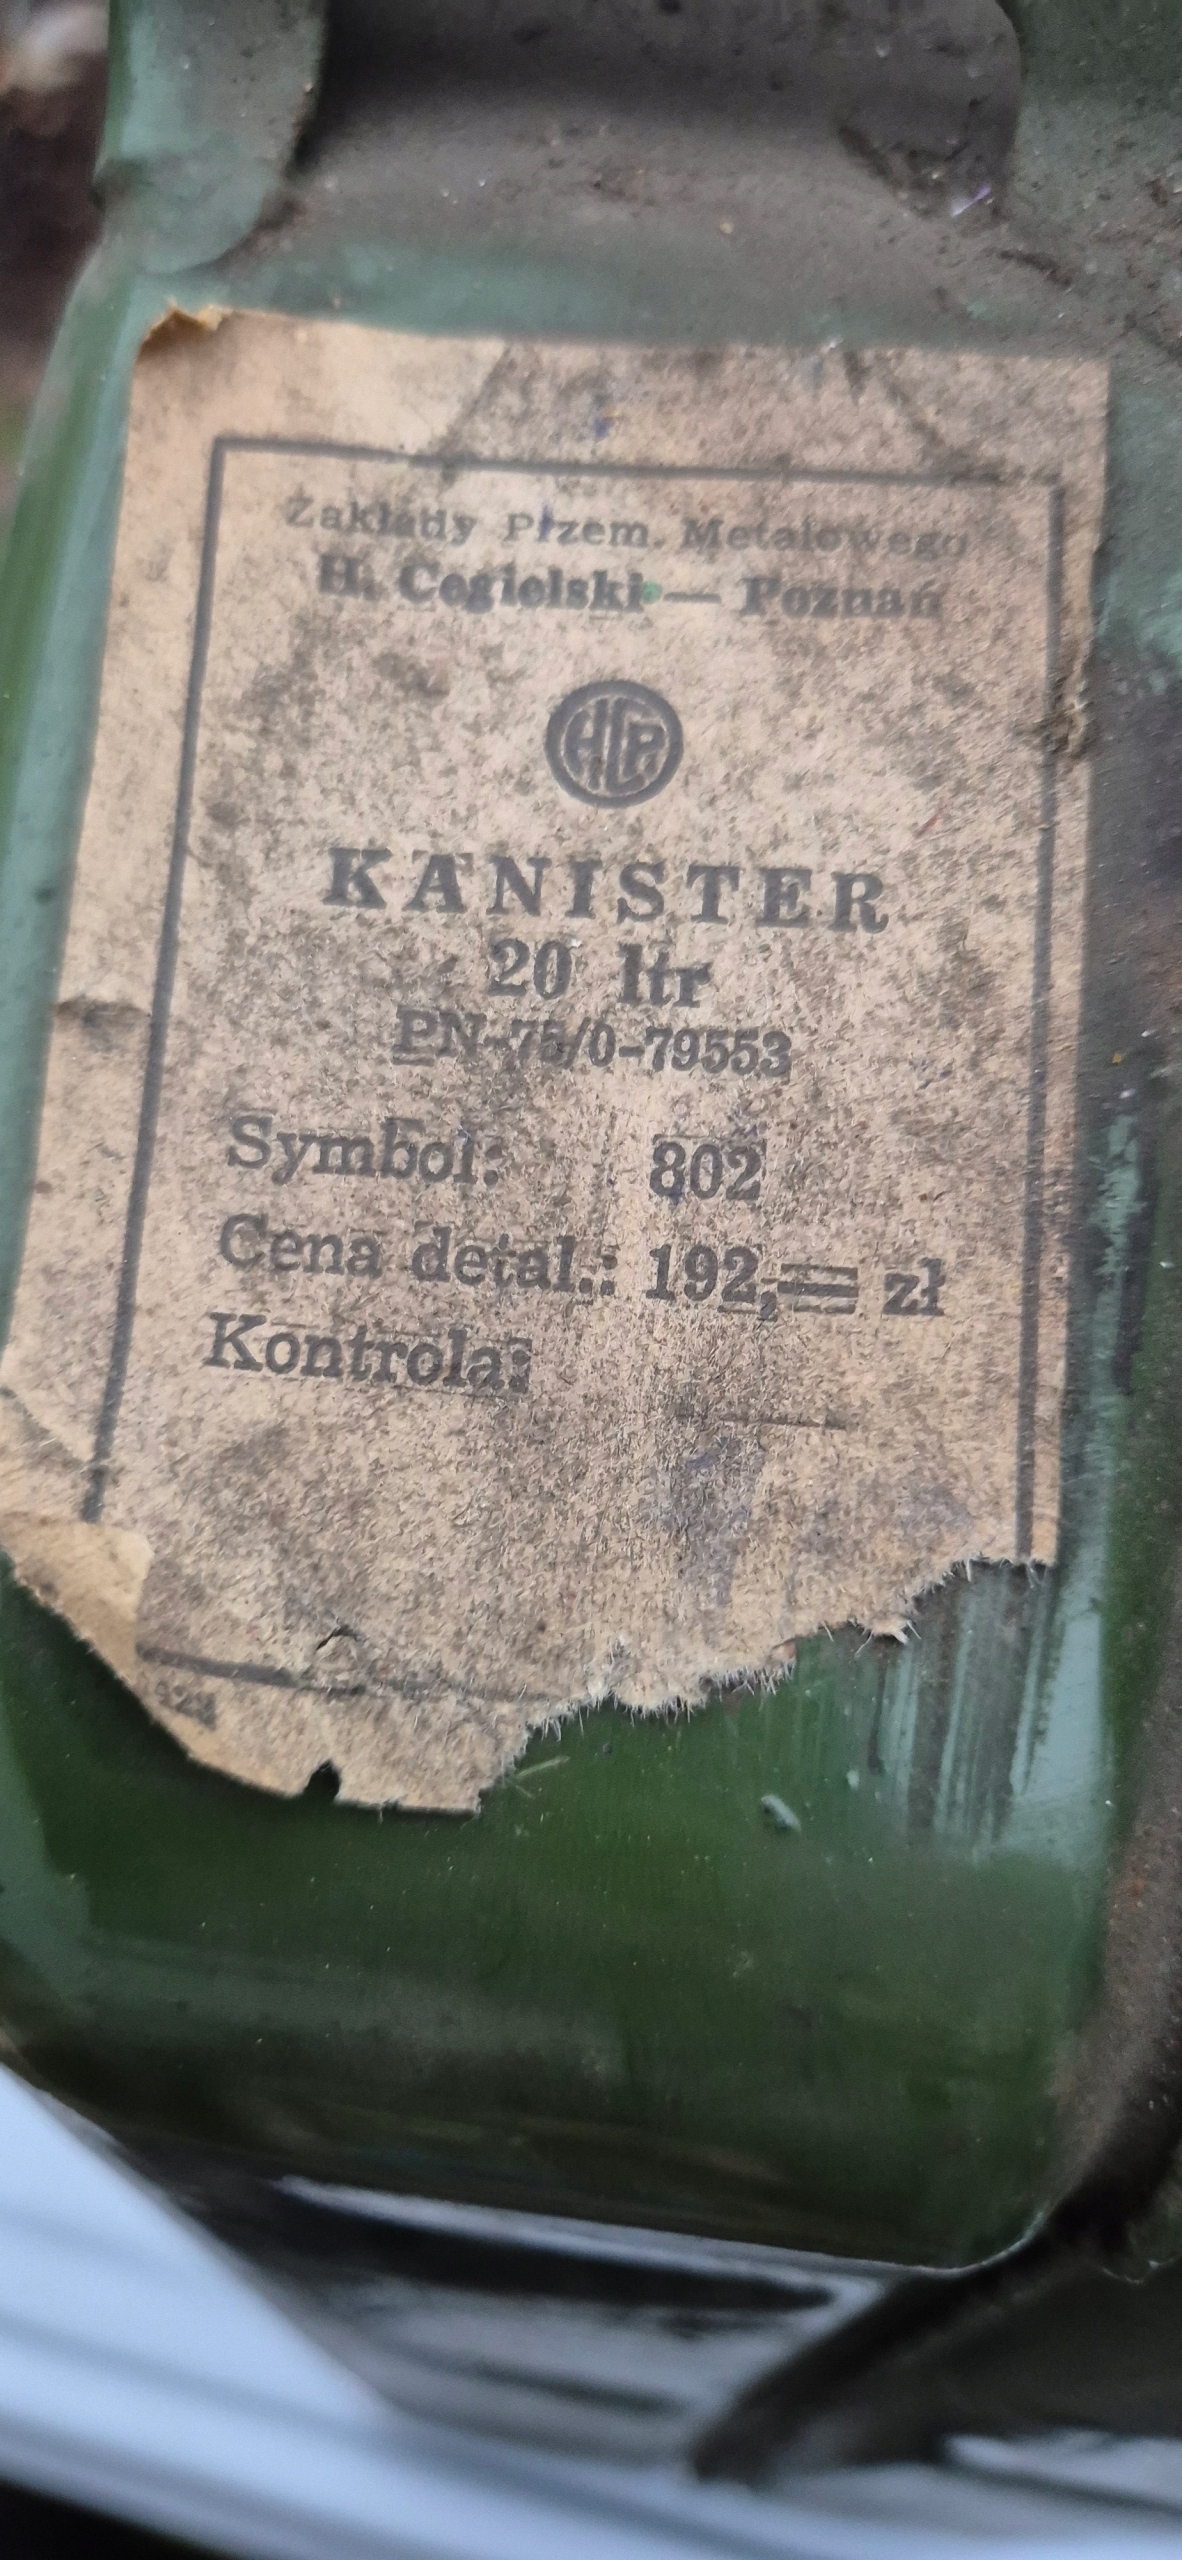 Zakłady Przem. Metalowego
H. Cegielski — Poznań
HCP
KANISTER
20 ltr
PN-75/0-79553
Symbol: 802
Cena detal.: 192,= zł
Kontrola: